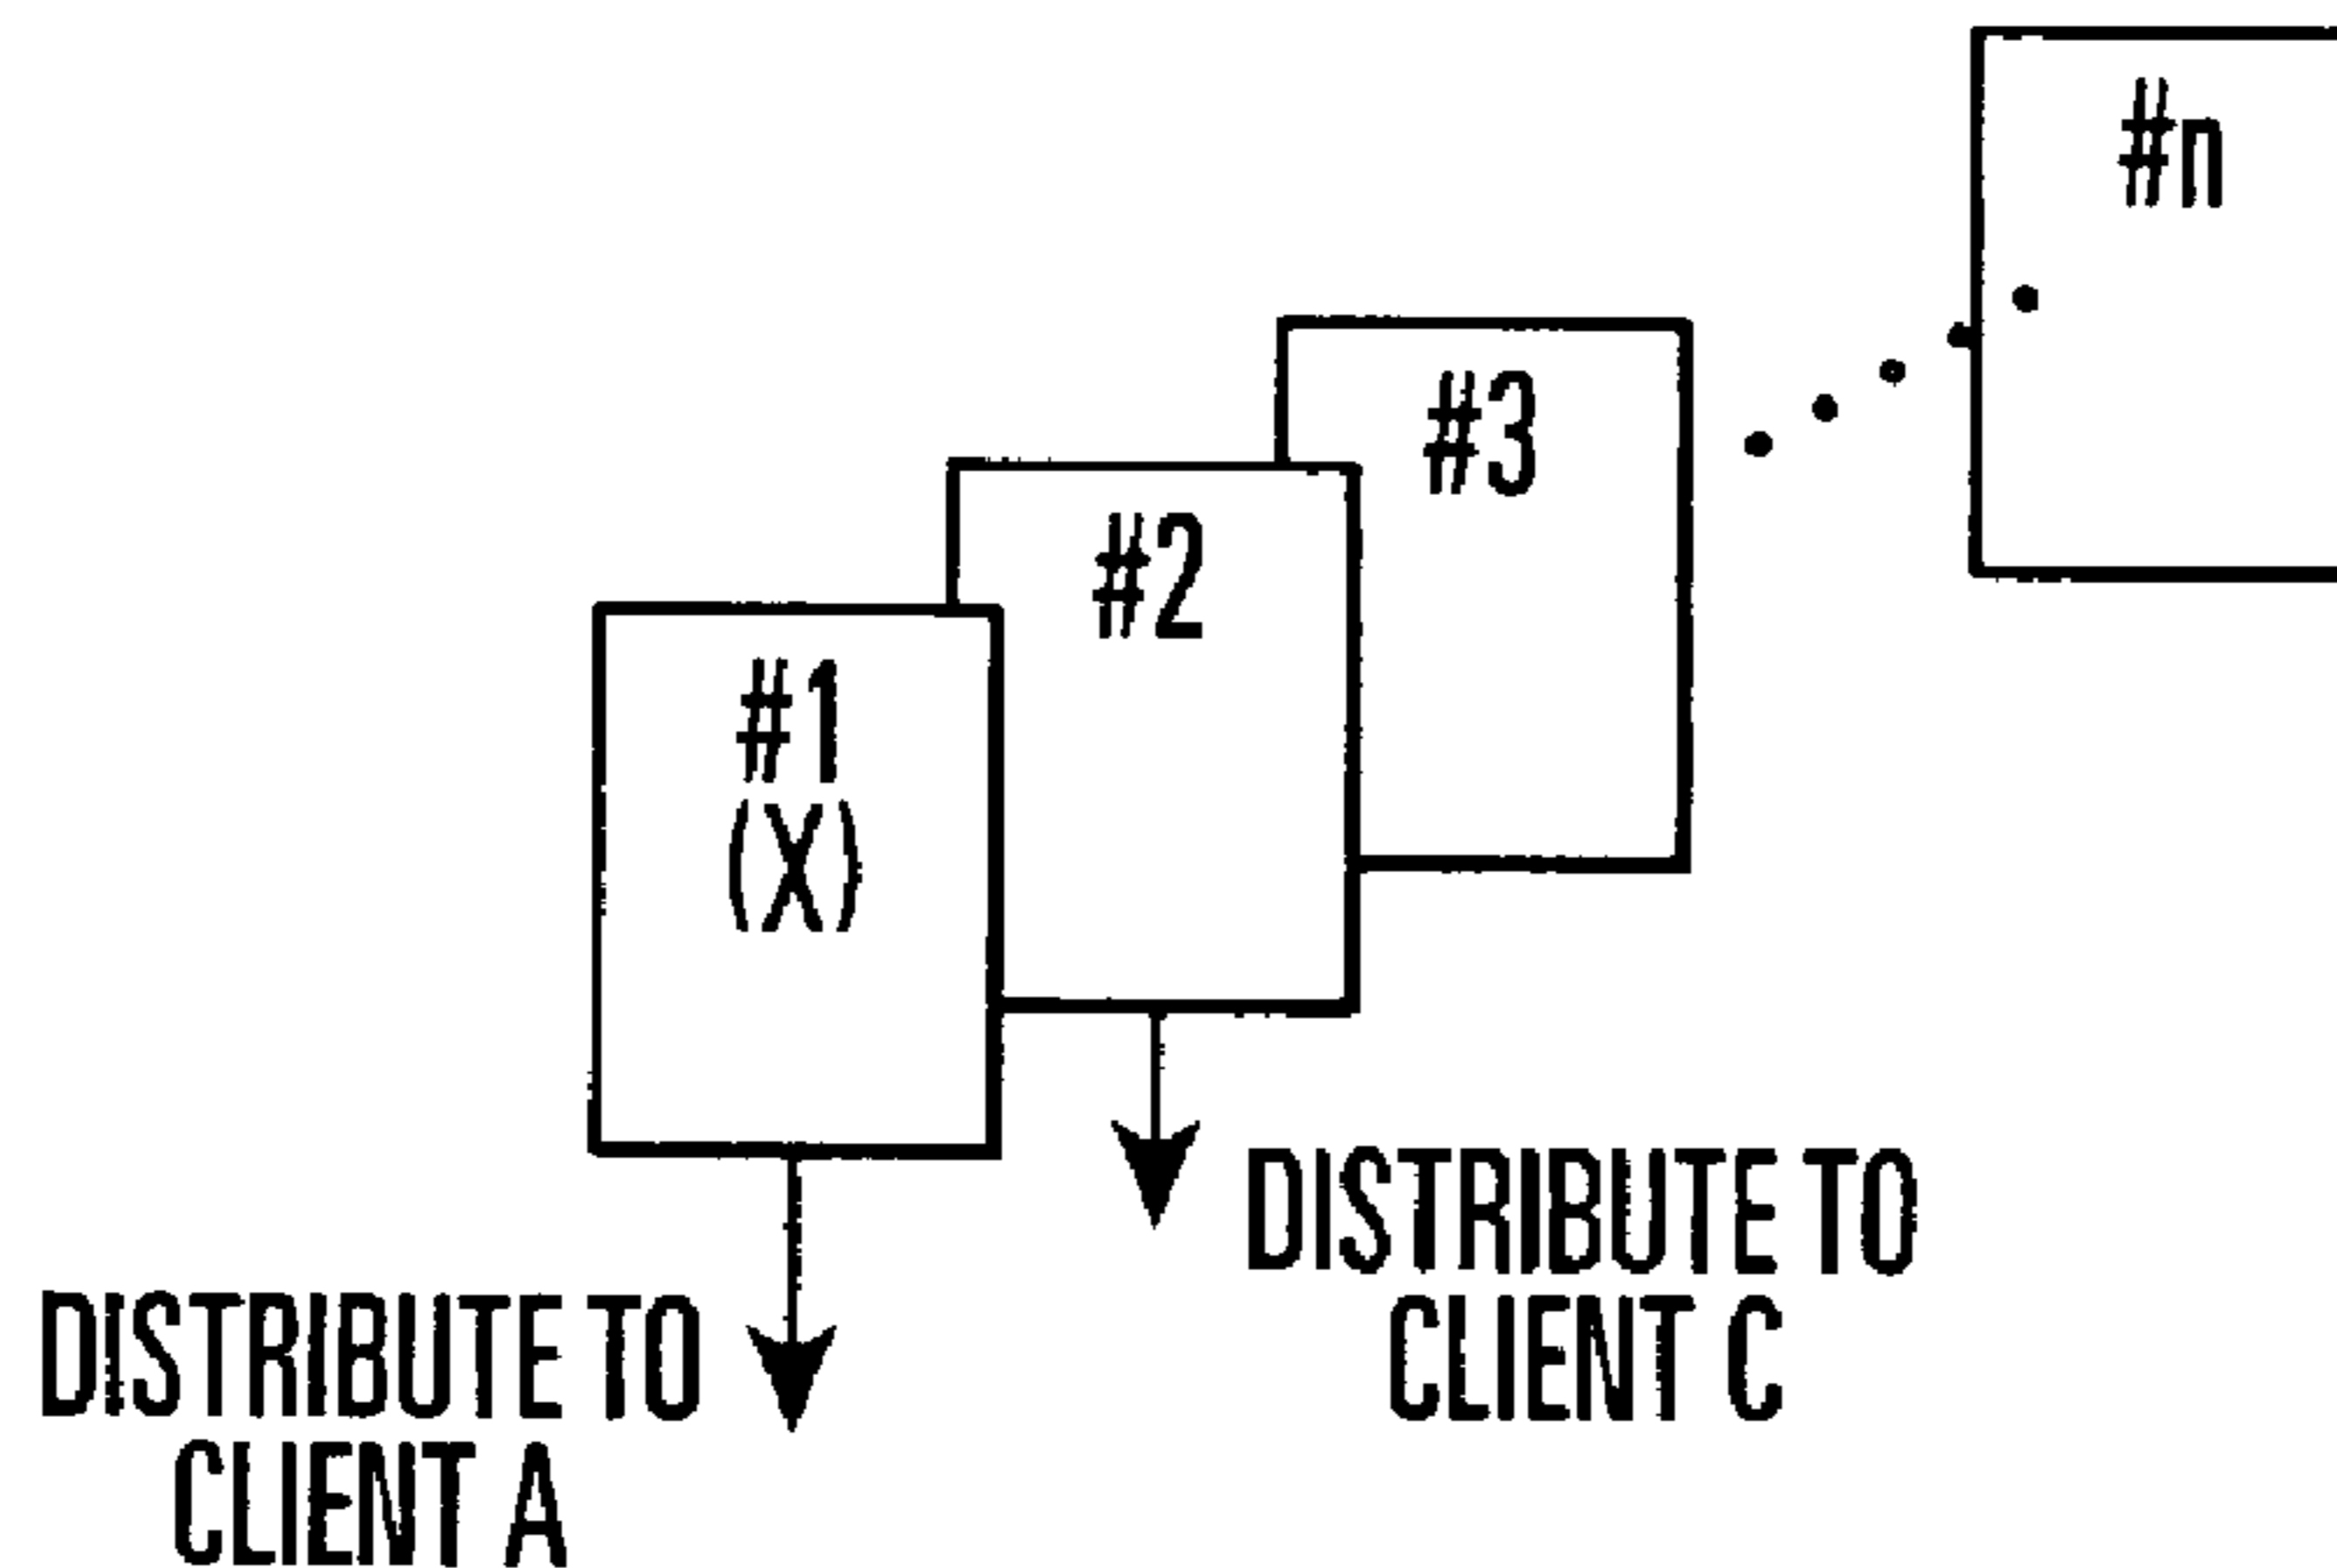 #n
#3
#2
#1
(X)
DISTRIBUTE TO
CLIENT C
DISTRIBUTE TO
CLIENT A